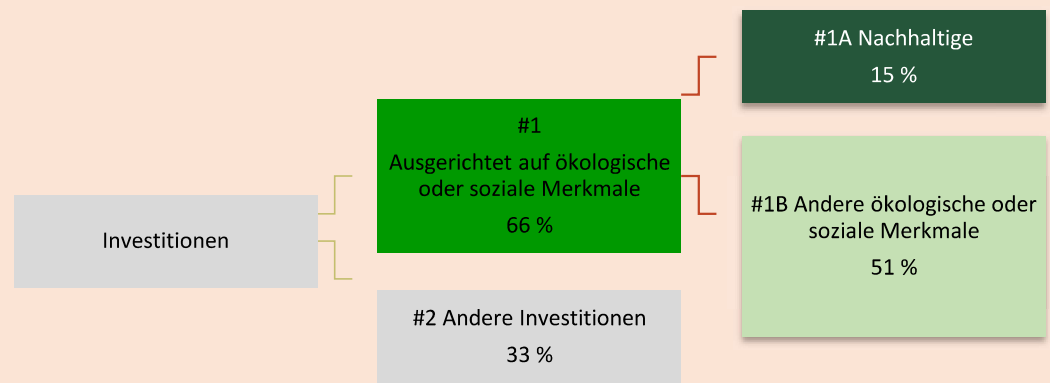 Investitionen
#1
Ausgerichtet auf ökologische
oder soziale Merkmale
66 %
#2 Andere Investitionen
33 %
#1A Nachhaltige
15 %
#1B Andere ökologische oder
soziale Merkmale
51 %